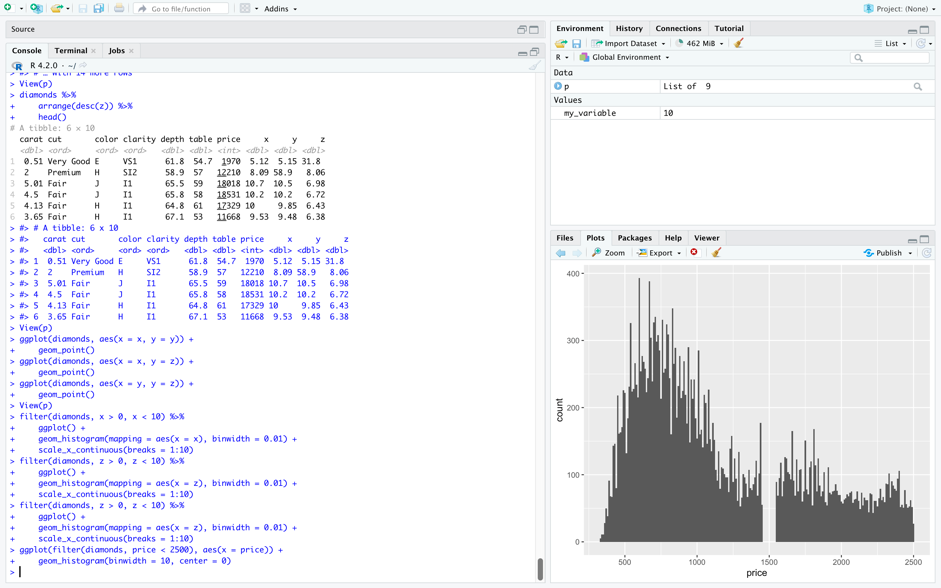 Go to file/function
Addins
Project: (None)
Source
Console Terminal Jobs
R 4.2.0 · ~/
> #> # … with 14 more rows
> View(p)
> diamonds %>%
+     arrange(desc(z)) %>%
+     head()
# A tibble: 6 × 10
  carat cut       color clarity depth table price     x     y     z
  <dbl> <ord>     <ord> <ord>   <dbl> <dbl> <int> <dbl> <dbl> <dbl>
1  0.51 Very Good E     VS1      61.8  54.7  1970  5.12  5.15 31.8
2  2    Premium   H     SI2      58.9  57   12210  8.09 58.9   8.06
3  5.01 Fair      J     I1       65.5  59   18018 10.7  10.5   6.98
4  4.5  Fair      J     I1       65.8  58   18531 10.2  10.2   6.72
5  4.13 Fair      H     I1       64.8  61   17329 10     9.85  6.43
6  3.65 Fair      H     I1       67.1  53   11668  9.53  9.48  6.38
> #> # A tibble: 6 x 10
> #>   carat cut       color clarity depth table price     x     y     z
> #>   <dbl> <ord>     <ord> <ord>   <dbl> <dbl> <int> <dbl> <dbl> <dbl>
> #> 1  0.51 Very Good E     VS1      61.8  54.7  1970  5.12  5.15 31.8
> #> 2  2    Premium   H     SI2      58.9  57   12210  8.09 58.9   8.06
> #> 3  5.01 Fair      J     I1       65.5  59   18018 10.7  10.5   6.98
> #> 4  4.5  Fair      J     I1       65.8  58   18531 10.2  10.2   6.72
> #> 5  4.13 Fair      H     I1       64.8  61   17329 10     9.85  6.43
> #> 6  3.65 Fair      H     I1       67.1  53   11668  9.53  9.48  6.38
> View(p)
> ggplot(diamonds, aes(x = x, y = y)) +
+     geom_point()
> ggplot(diamonds, aes(x = x, y = z)) +
+     geom_point()
> ggplot(diamonds, aes(x = y, y = z)) +
+     geom_point()
> View(p)
> filter(diamonds, x > 0, x < 10) %>%
+     ggplot() +
+     geom_histogram(mapping = aes(x = x), binwidth = 0.01) +
+     scale_x_continuous(breaks = 1:10)
> filter(diamonds, z > 0, z < 10) %>%
+     ggplot() +
+     geom_histogram(mapping = aes(x = z), binwidth = 0.01) +
+     scale_x_continuous(breaks = 1:10)
> filter(diamonds, z > 0, z < 10) %>%
+     ggplot() +
+     geom_histogram(mapping = aes(x = z), binwidth = 0.01) +
+     scale_x_continuous(breaks = 1:10)
> ggplot(filter(diamonds, price < 2500), aes(x = price)) +
+     geom_histogram(binwidth = 10, center = 0)
>
Environment History Connections Tutorial
Import Dataset 462 MiB List
R Global Environment
Data
p List of 9
Values
my_variable 10
Files Plots Packages Help Viewer
Zoom Export Publish
400
300
200
100
0
count
500 1000 1500 2000 2500
price